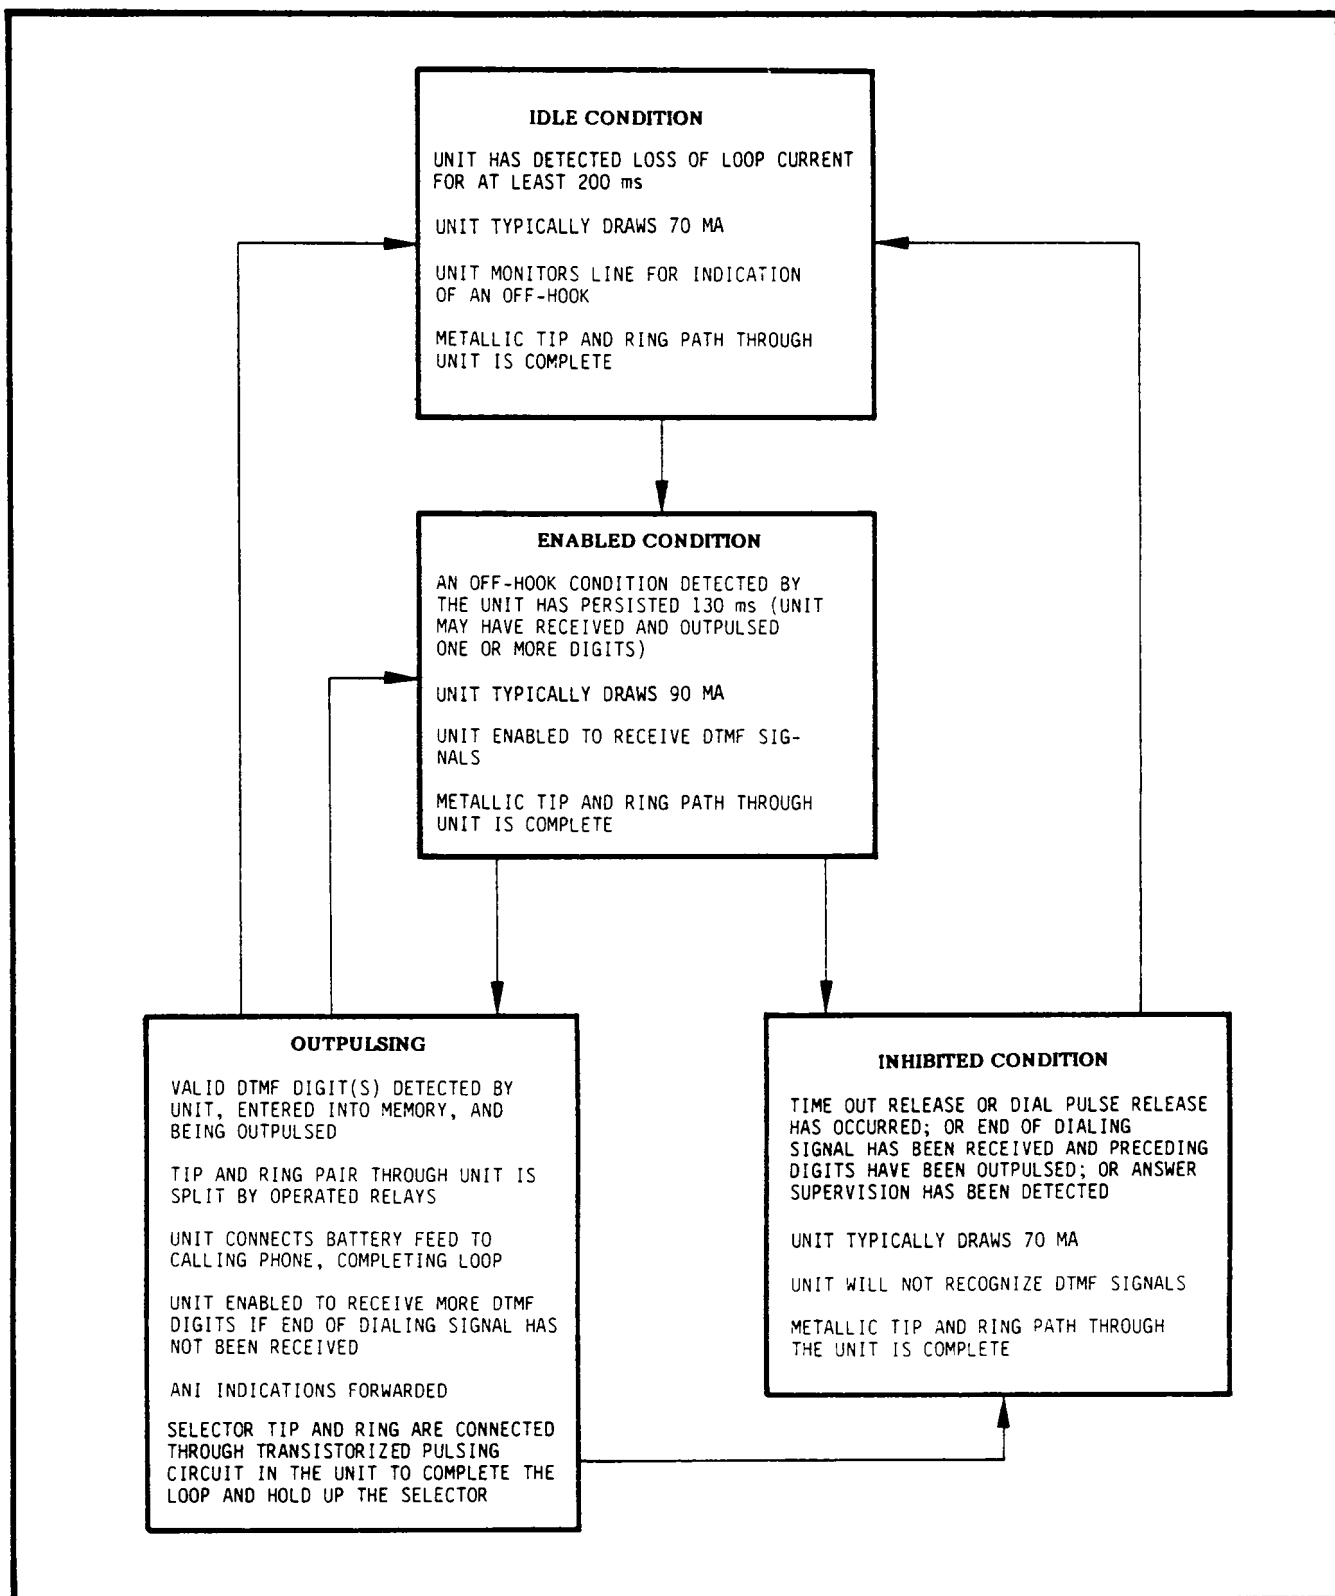 IDLE CONDITION
UNIT HAS DETECTED LOSS OF LOOP CURRENT
FOR AT LEAST 200 ms
UNIT TYPICALLY DRAWS 70 MA
UNIT MONITORS LINE FOR INDICATION
OF AN OFF-HOOK
METALLIC TIP AND RING PATH THROUGH
UNIT IS COMPLETE
ENABLED CONDITION
AN OFF-HOOK CONDITION DETECTED BY
THE UNIT HAS PERSISTED 130 ms (UNIT
MAY HAVE RECEIVED AND OUTPULSED
ONE OR MORE DIGITS)
UNIT TYPICALLY DRAWS 90 MA
UNIT ENABLED TO RECEIVE DTMF SIG-
NALS
METALLIC TIP AND RING PATH THROUGH
UNIT IS COMPLETE
OUTPULSING
VALID DTMF DIGIT(S) DETECTED BY
UNIT, ENTERED INTO MEMORY, AND
BEING OUTPULSED
TIP AND RING PAIR THROUGH UNIT IS
SPLIT BY OPERATED RELAYS
UNIT CONNECTS BATTERY FEED TO
CALLING PHONE, COMPLETING LOOP
UNIT ENABLED TO RECEIVE MORE DTMF
DIGITS IF END OF DIALING SIGNAL HAS
NOT BEEN RECEIVED
ANI INDICATIONS FORWARDED
SELECTOR TIP AND RING ARE CONNECTED
THROUGH TRANSISTORIZED PULSING
CIRCUIT IN THE UNIT TO COMPLETE THE
LOOP AND HOLD UP THE SELECTOR
INHIBITED CONDITION
TIME OUT RELEASE OR DIAL PULSE RELEASE
HAS OCCURRED; OR END OF DIALING
SIGNAL HAS BEEN RECEIVED AND PRECEDING
DIGITS HAVE BEEN OUTPULSED; OR ANSWER
SUPERVISION HAS BEEN DETECTED
UNIT TYPICALLY DRAWS 70 MA
UNIT WILL NOT RECOGNIZE DTMF SIGNALS
METALLIC TIP AND RING PATH THROUGH
THE UNIT IS COMPLETE